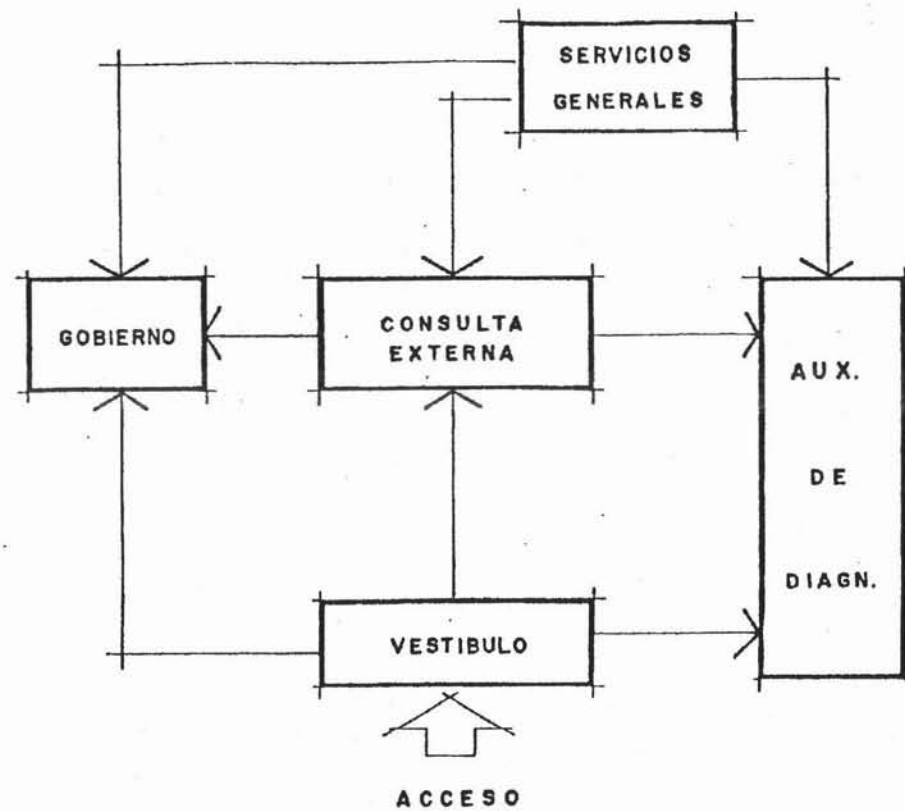 SERVICIOS
GENERALES
GOBIERNO
CONSULTA
EXTERNA
AUX.
DE
DIAGN.
VESTIBULO
ACCESO